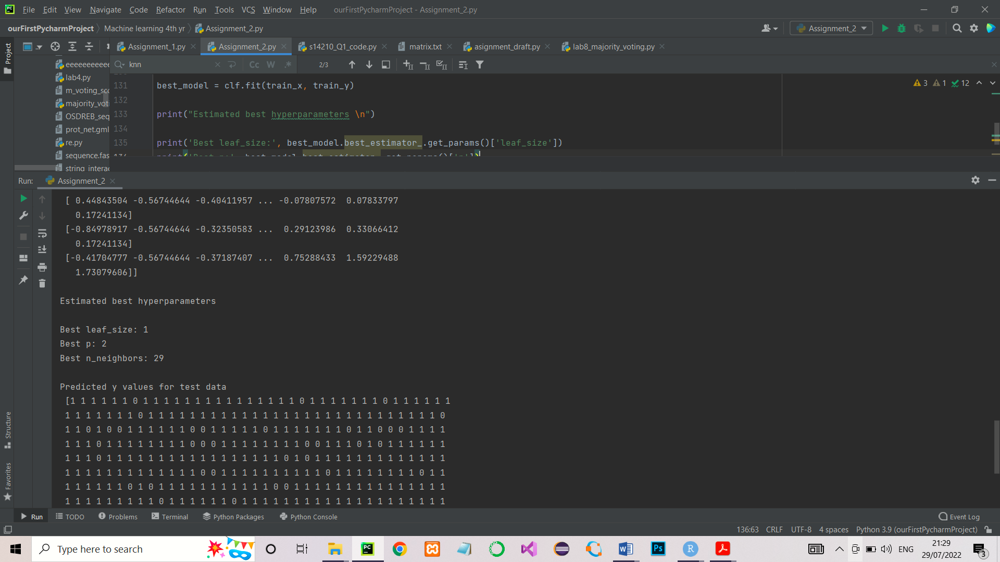 File Edit View Navigate Code Refactor Run Tools VCS Window Help ourFirstPycharmProject - Assignment_2.py
ourFirstPycharmProject Machine learning 4th yr Assignment_2.py Assignment_2
Project Assignment_1.py Assignment_2.py s14210_Q1_code.py matrix.txt asignment_draft.py lab8_majority_voting.py
eeeeeeeeeee knn Cc W .* 2/3
lab4.py
m_voting_sco
majority_voti
OSDREB_seq
prot_net.gml
re.py
sequence.fas
string_interac
131 best_model = clf.fit(train_x, train_y)
132
133 print("Estimated best hyperparameters \n")
134
135 print('Best leaf_size:', best_model.best_estimator_.get_params()['leaf_size'])
136 print('Best p:', best_model.best_estimator_.get_params()['p'])
3 1 12
Run: Assignment_2
[ 0.44843504 -0.56744644 -0.40411957 ... -0.07807572 0.07833797
0.17241134]
[-0.84978917 -0.56744644 -0.32350583 ... 0.29123986 0.33066412
0.17241134]
[-0.41704777 -0.56744644 -0.37187407 ... 0.75288433 1.59229488
1.73079606]]
Estimated best hyperparameters
Best leaf_size: 1
Best p: 2
Best n_neighbors: 29
Predicted y values for test data
[1 1 1 1 1 1 0 1 1 1 1 1 1 1 1 1 1 1 1 1 1 1 0 1 1 1 1 1 1 1 0 1 1 1 1 1 1
1 1 1 1 1 1 1 0 1 1 1 1 1 1 1 1 1 1 1 1 1 1 1 1 1 1 1 1 1 1 1 1 1 1 1 1 0
1 1 0 1 0 0 1 1 1 1 1 1 0 0 1 1 1 1 1 0 1 1 1 1 1 1 1 0 1 1 0 0 0 1 1 1 1
1 1 1 0 1 1 1 1 1 1 1 1 0 0 0 1 1 1 1 1 1 1 1 0 0 1 1 1 0 1 0 1 1 1 1 1 1
1 1 1 0 1 1 1 1 1 1 1 1 1 1 1 1 1 1 1 1 1 0 1 0 1 1 1 1 1 1 1 1 1 1 1 1 1
1 1 1 1 1 1 1 1 1 1 1 1 1 0 0 1 1 1 1 1 1 1 1 1 1 0 1 1 1 1 1 1 1 1 0 1 1
1 1 1 1 1 1 0 1 0 1 1 1 1 1 1 1 1 1 1 1 0 0 1 1 1 1 1 1 1 1 1 1 1 1 1 1 1
1 1 1 1 1 1 1 1 1 0 1 1 1 1 1 1 0 1 1 1 1 1 1 1 1 1 1 1 1 1 1 1 1 1 1 1 1
Structure
Favorites
Run TODO Problems Terminal Python Packages Python Console Event Log
136:63 CRLF UTF-8 4 spaces Python 3.9 (ourFirstPycharmProject)
Type here to search
ENG
21:29
29/07/2022
3